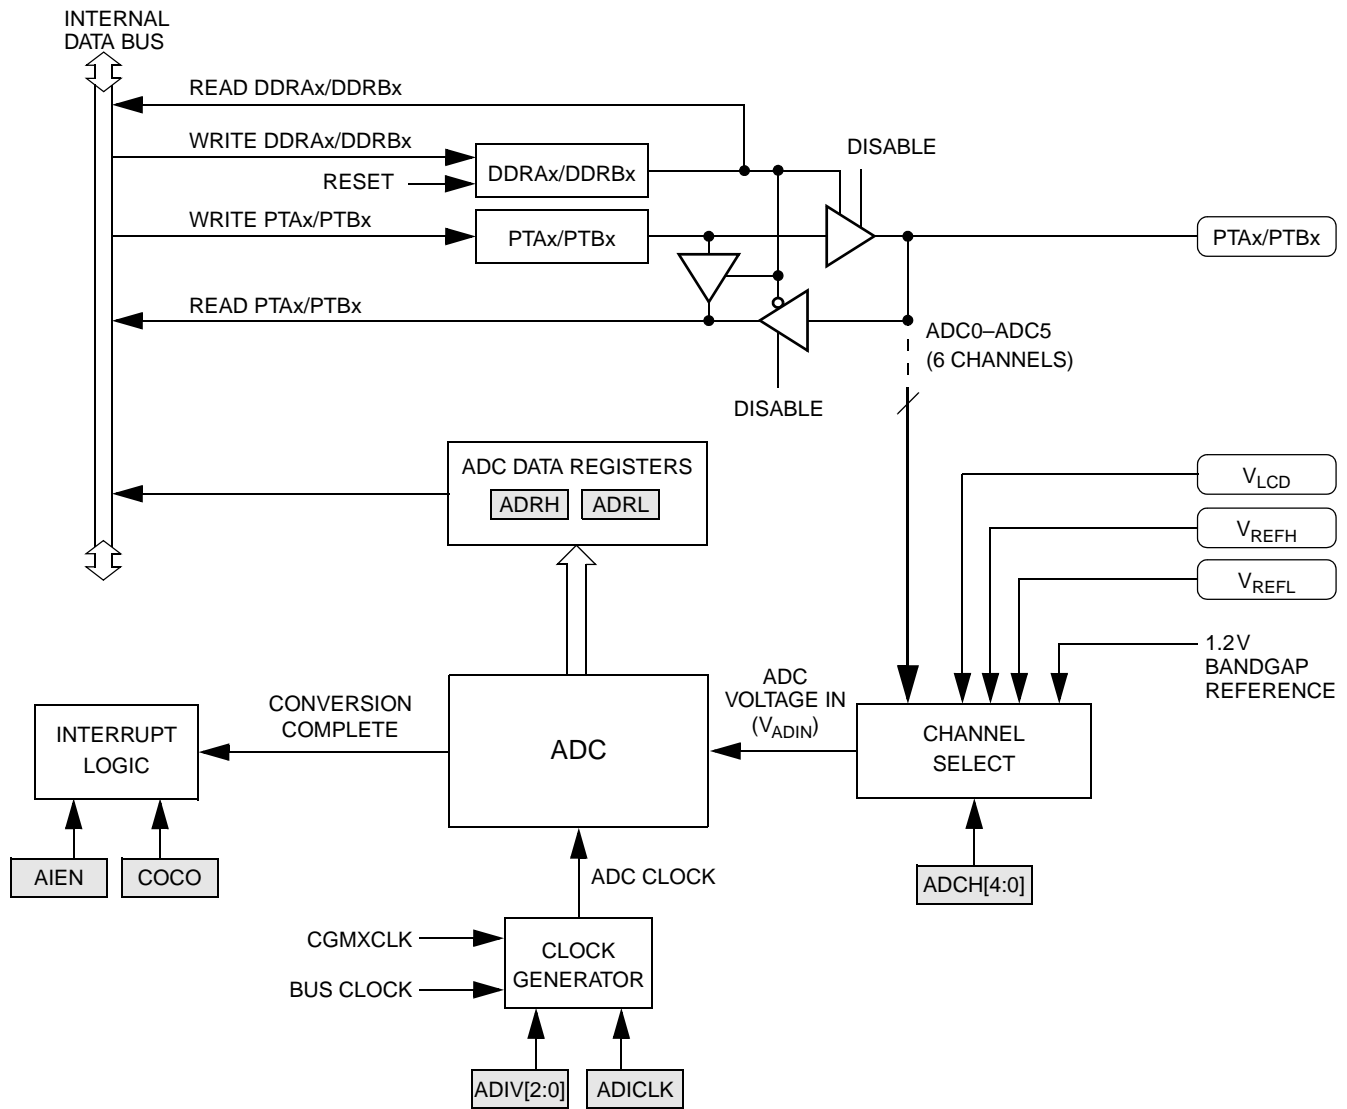 INTERNAL
DATA BUS
READ DDRAx/DDRBx
WRITE DDRAx/DDRBx
DISABLE
DDRAx/DDRBx
RESET
WRITE PTAx/PTBx
PTAx/PTBx
PTAx/PTBx
READ PTAx/PTBx
ADC0–ADC5
(6 CHANNELS)
DISABLE
ADC DATA REGISTERS
ADRH ADRL
VLCD
VREFH
VREFL
1.2V
BANDGAP
REFERENCE
ADC
VOLTAGE IN
(VADIN)
CONVERSION
COMPLETE
INTERRUPT
LOGIC
ADC
CHANNEL
SELECT
AIEN
COCO
ADC CLOCK
ADCH[4:0]
CGMXCLK
CLOCK
GENERATOR
BUS CLOCK
ADIV[2:0]
ADICLK